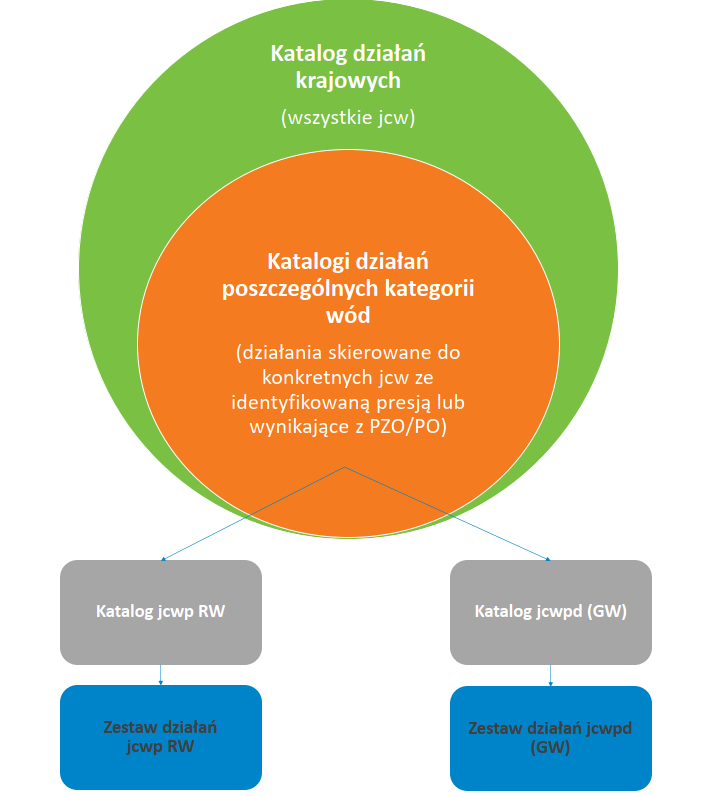 Katalog działań
krajowych
(wszystkie jcw)
Katalogi działań
poszczególnych kategorii
wód
(działania skierowane do
konkretnych jcw ze
identyfikowaną presją lub
wynikające z PZO/PO)
Katalog jcwp RW
Katalog jcwpd (GW)
Zestaw działań
jcwp RW
Zestaw działań jcwpd
(GW)